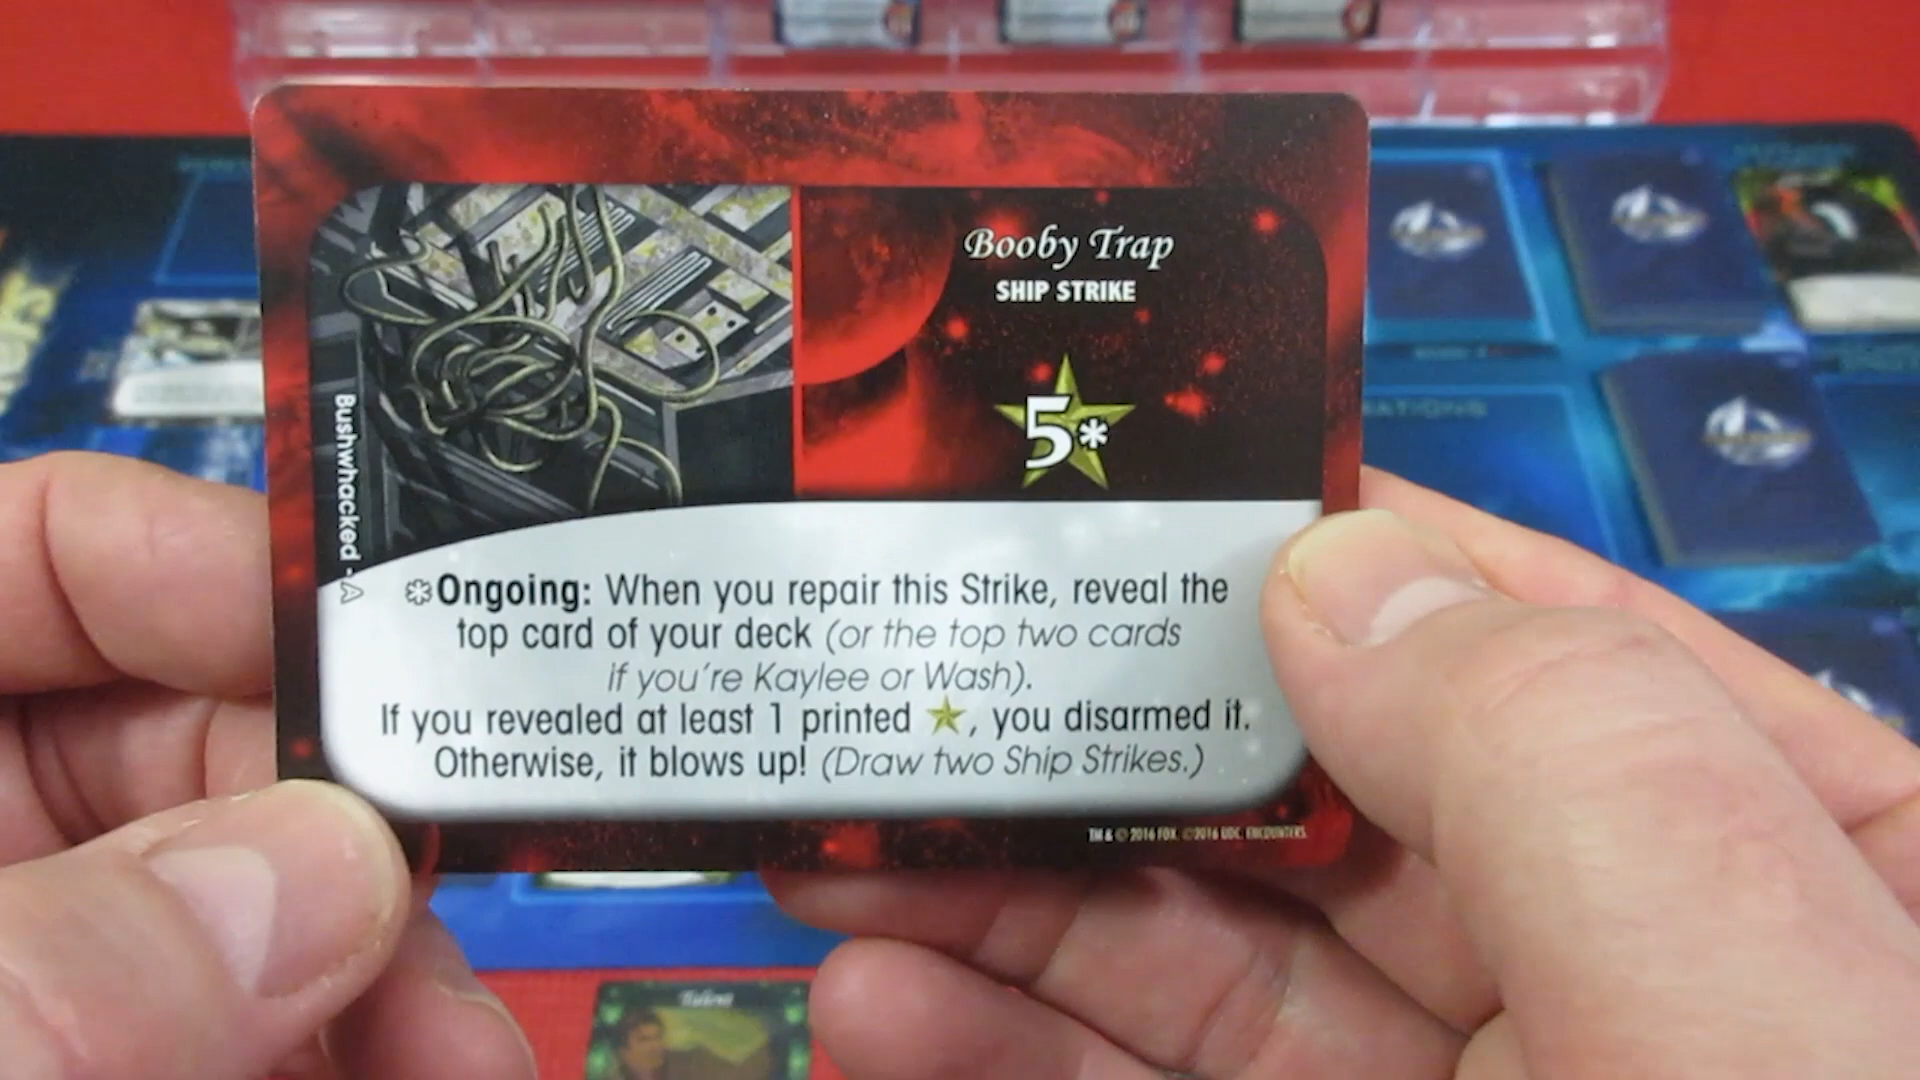 Booby Trap
SHIP STRIKE
5*
Bushwhacked - A
*Ongoing: When you repair this Strike, reveal the
top card of your deck (or the top two cards
if you're Kaylee or Wash).
If you revealed at least 1 printed ★, you disarmed it.
Otherwise, it blows up! (Draw two Ship Strikes.)
TM & © 2016 FOX. ©2016 UDC. ENCOUNTERS
Talent